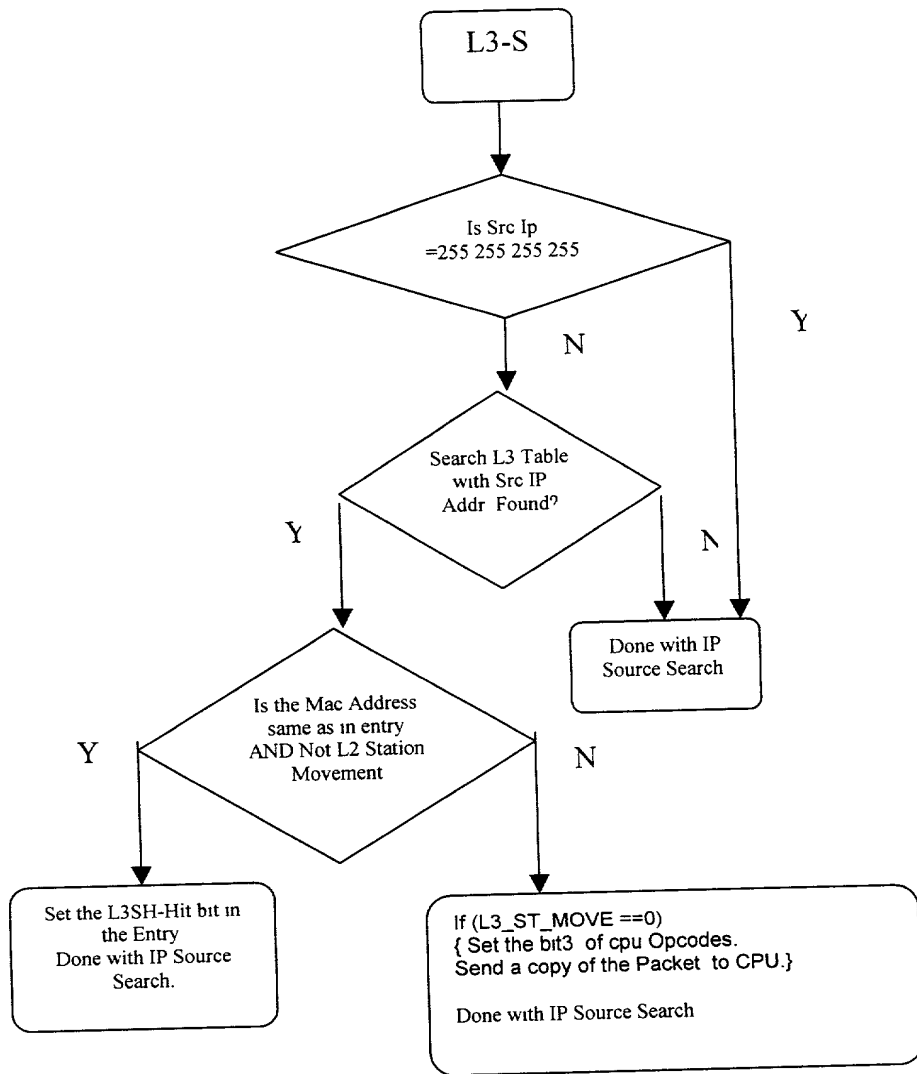 L3-S
Is Src Ip
=255 255 255 255
Y
N
Search L3 Table
with Src IP
Addr Found?
Y
N
Done with IP
Source Search
Is the Mac Address
same as in entry
AND Not L2 Station
Movement
Y
N
Set the L3SH-Hit bit in
the Entry
Done with IP Source
Search.
If (L3_ST_MOVE ==0)
{ Set the bit3 of cpu Opcodes.
Send a copy of the Packet to CPU.}
Done with IP Source Search